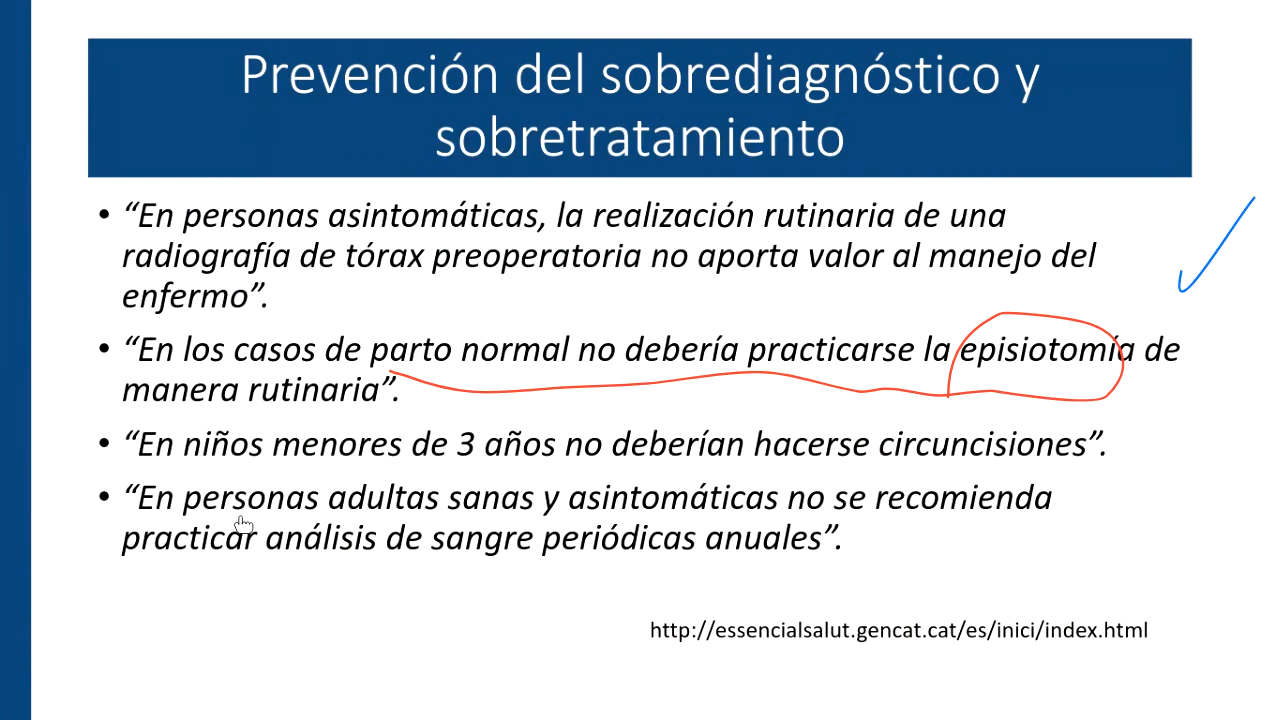 Prevención del sobrediagnóstico y
sobretratamiento
• “En personas asintomáticas, la realización rutinaria de una
radiografía de tórax preoperatoria no aporta valor al manejo del
enfermo”.
• “En los casos de parto normal no debería practicarse la episiotomía de
manera rutinaria”.
• “En niños menores de 3 años no deberían hacerse circuncisiones”.
• “En personas adultas sanas y asintomáticas no se recomienda
practicar análisis de sangre periódicas anuales”.
http://essencialsalut.gencat.cat/es/inici/index.html